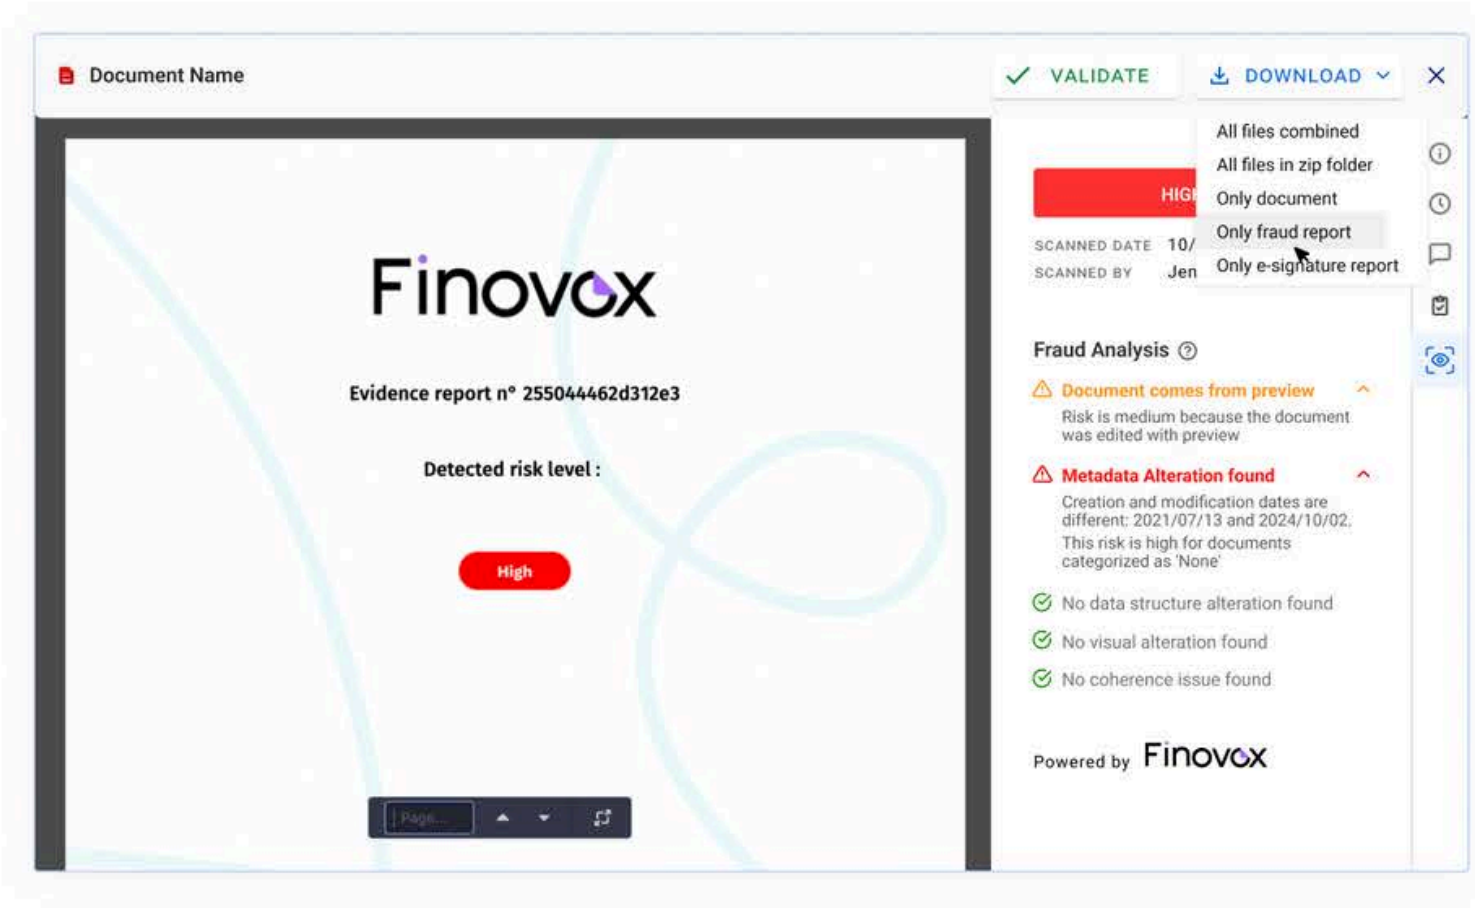 Document Name
VALIDATE
DOWNLOAD
All files combined
All files in zip folder
Only document
Only fraud report
Only e-signature report
Finovox
Evidence report n° 255044462d312e3
Detected risk level :
High
Page...
SCANNED DATE 10/
SCANNED BY
Fraud Analysis
Document comes from preview
Risk is medium because the document
was edited with preview
Metadata Alteration found
Creation and modification dates are
different: 2021/07/13 and 2024/10/02.
This risk is high for documents
categorized as 'None'
No data structure alteration found
No visual alteration found
No coherence issue found
Powered by Finovox